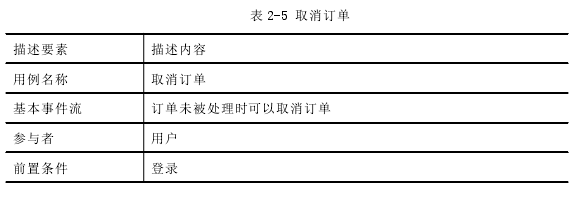 表 2-5 取消订单
描述要素 描述内容
用例名称 取消订单
基本事件流 订单未被处理时可以取消订单
参与者 用户
前置条件 登录